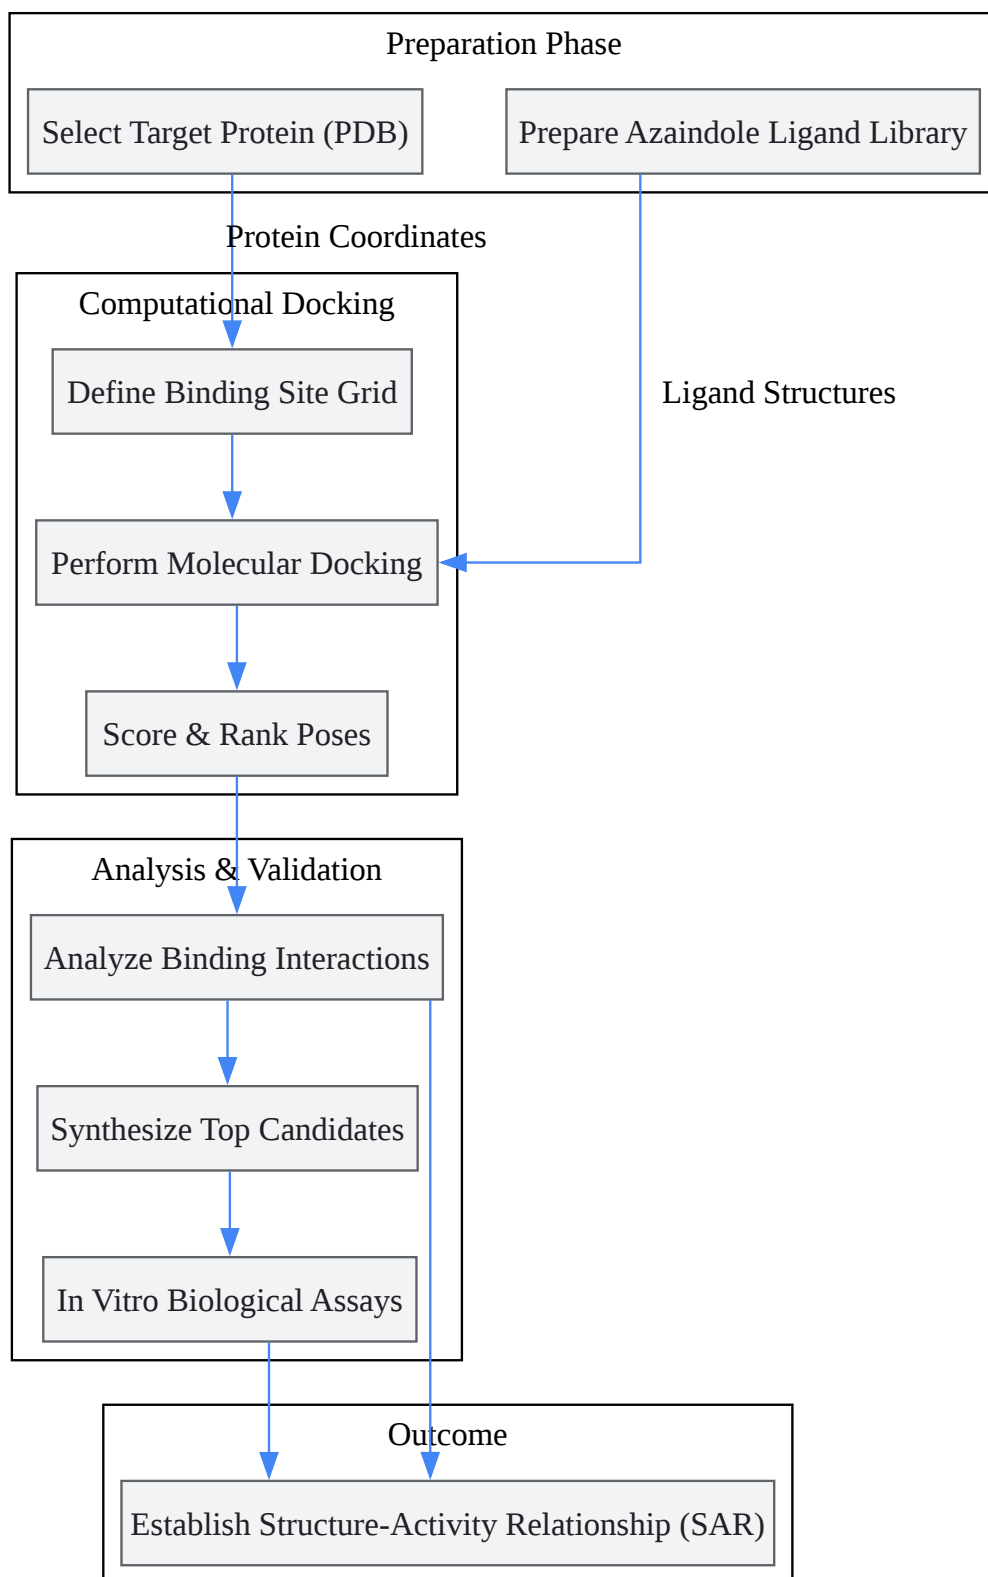 Preparation Phase
Select Target Protein (PDB)
Prepare Azaindole Ligand Library
Protein Coordinates
Computational Docking
Define Binding Site Grid
Ligand Structures
Perform Molecular Docking
Score & Rank Poses
Analysis & Validation
Analyze Binding Interactions
Synthesize Top Candidates
In Vitro Biological Assays
Outcome
Establish Structure-Activity Relationship (SAR)